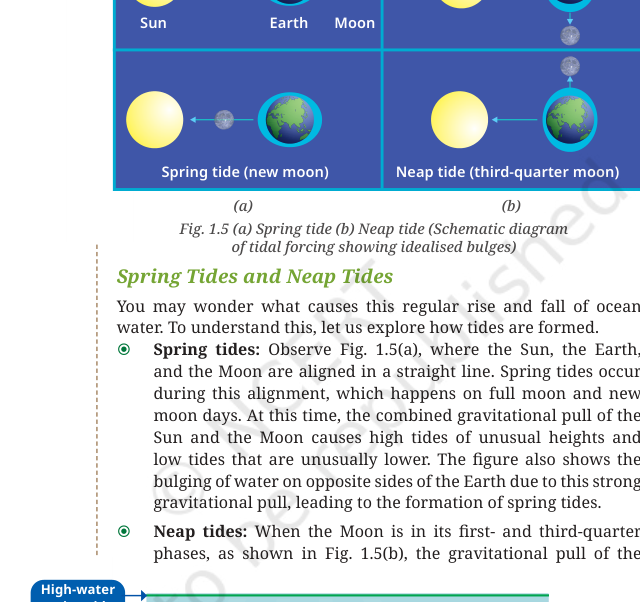 Sun Earth Moon
Spring tide (new moon) Neap tide (third-quarter moon)
(a) (b)
Fig. 1.5 (a) Spring tide (b) Neap tide (Schematic diagram
of tidal forcing showing idealised bulges)
Spring Tides and Neap Tides
You may wonder what causes this regular rise and fall of ocean
water. To understand this, let us explore how tides are formed.
Spring tides: Observe Fig. 1.5(a), where the Sun, the Earth,
and the Moon are aligned in a straight line. Spring tides occur
during this alignment, which happens on full moon and new
moon days. At this time, the combined gravitational pull of the
Sun and the Moon causes high tides of unusual heights and
low tides that are unusually lower. The figure also shows the
bulging of water on opposite sides of the Earth due to this strong
gravitational pull, leading to the formation of spring tides.
Neap tides: When the Moon is in its first- and third-quarter
phases, as shown in Fig. 1.5(b), the gravitational pull of the
High-water
© NCERT
to be republished